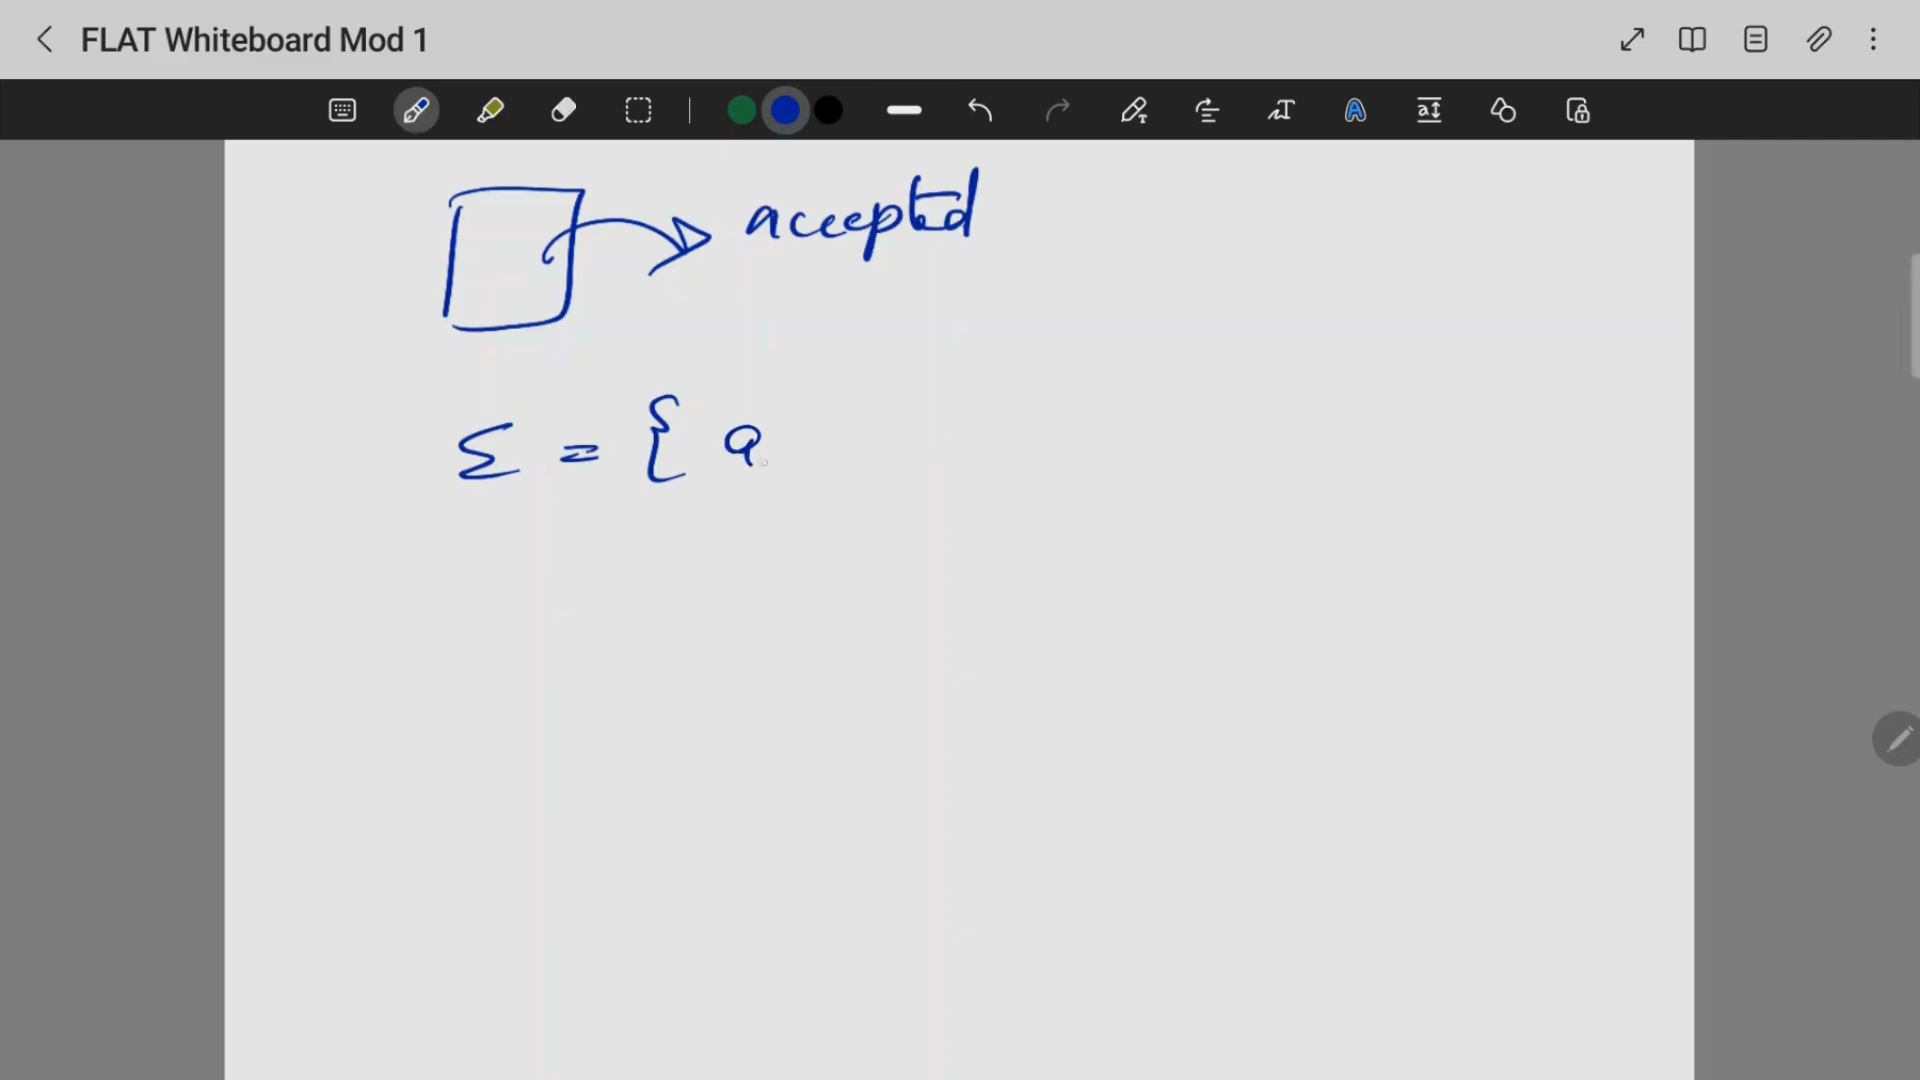 FLAT Whiteboard Mod 1
accepted
Σ = { a